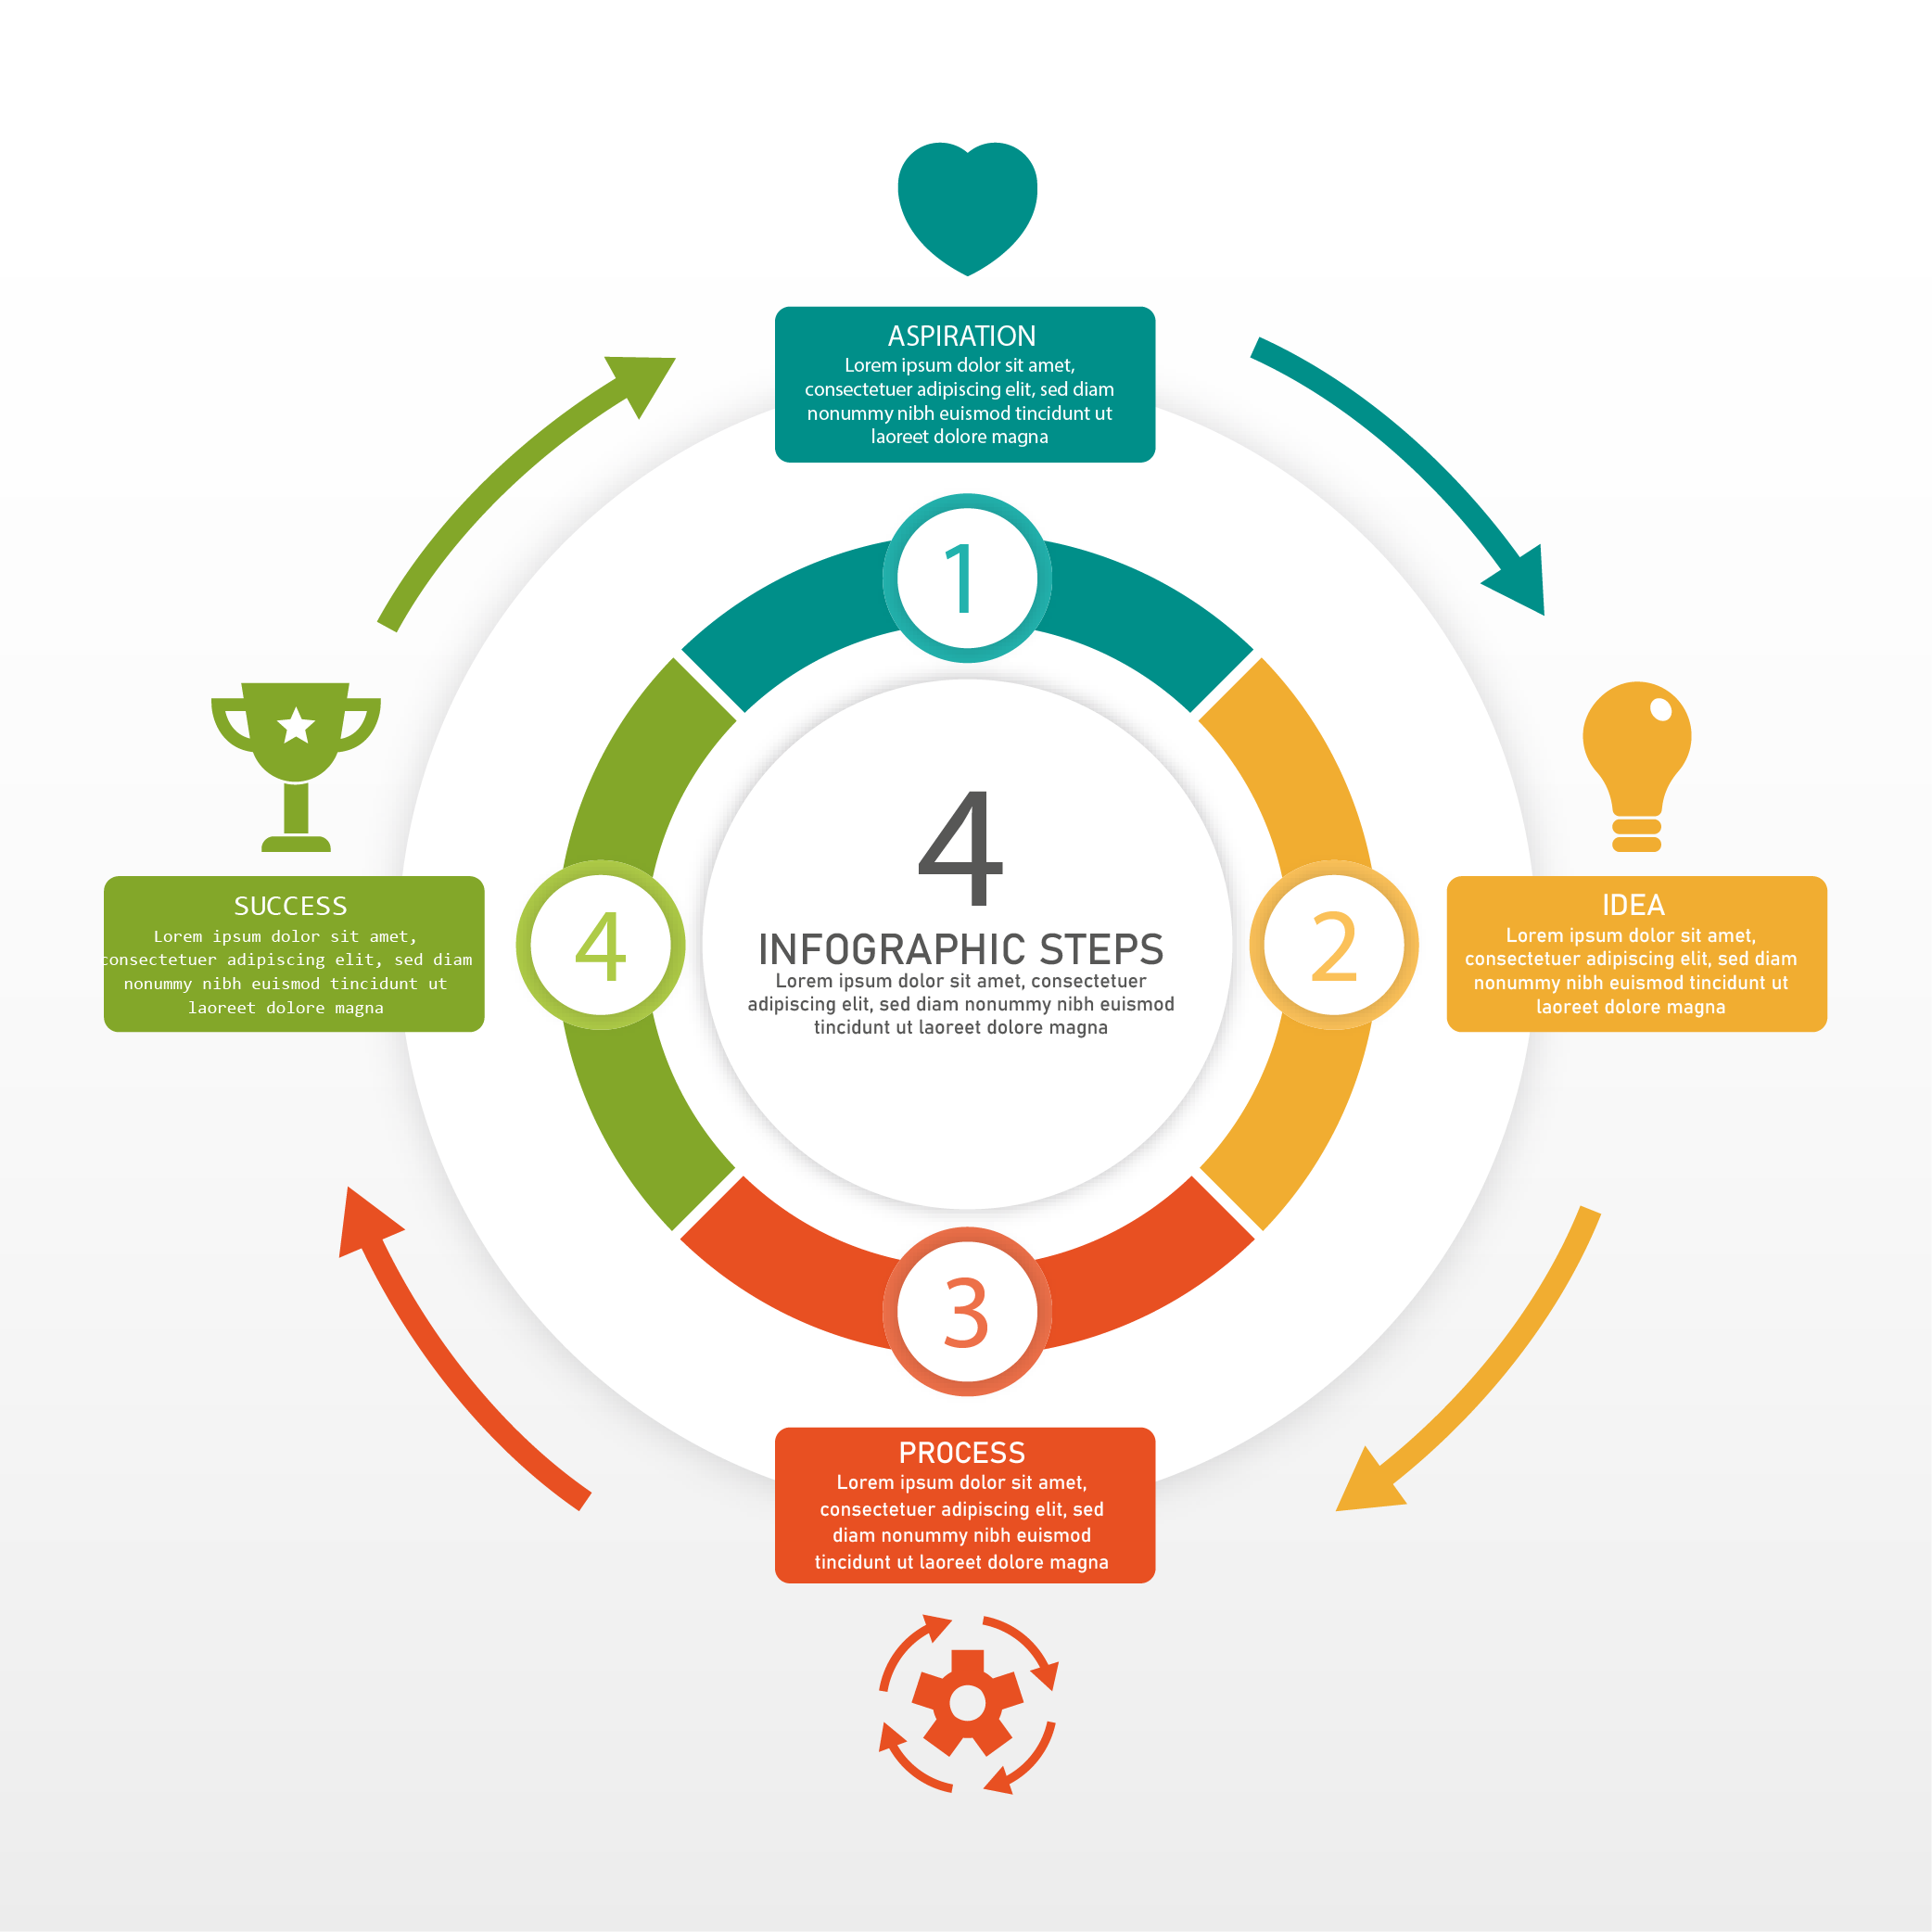 ASPIRATION
Lorem ipsum dolor sit amet,
consectetuer adipiscing elit, sed diam
nonummy nibh euismod tincidunt ut
laoreet dolore magna
1
4
INFOGRAPHIC STEPS
Lorem ipsum dolor sit amet, consectetuer
adipiscing elit, sed diam nonummy nibh euismod
tincidunt ut laoreet dolore magna
2
IDEA
Lorem ipsum dolor sit amet,
consectetuer adipiscing elit, sed diam
nonummy nibh euismod tincidunt ut
laoreet dolore magna
3
PROCESS
Lorem ipsum dolor sit amet,
consectetuer adipiscing elit, sed
diam nonummy nibh euismod
tincidunt ut laoreet dolore magna
4
SUCCESS
Lorem ipsum dolor sit amet,
consectetuer adipiscing elit, sed diam
nonummy nibh euismod tincidunt ut
laoreet dolore magna